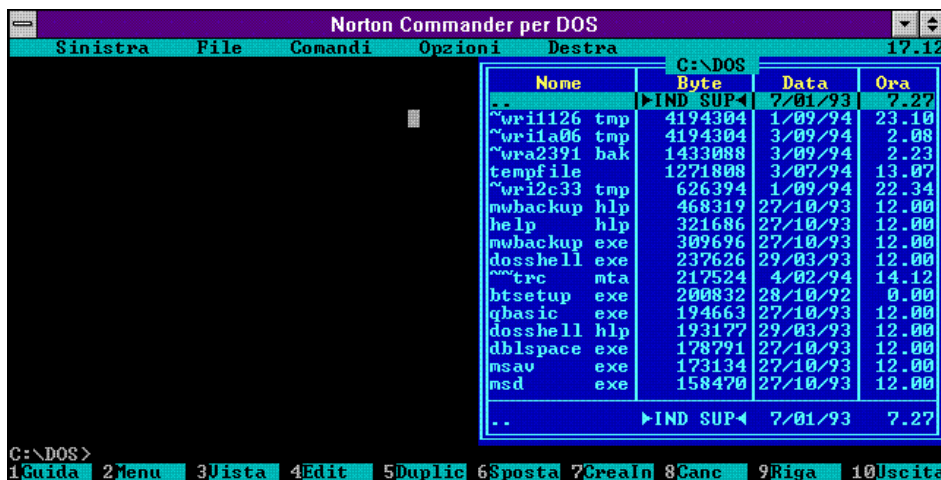 Norton Commander per DOS
Sinistra File Comandi Opzioni Destra 17.12
C:\DOS
Nome Byte Data Ora
.. ►IND SUP◄ 7/01/93 7.27
~wri1126 tmp 4194304 1/09/94 23.10
~wri1a06 tmp 4194304 3/09/94 2.08
~wra2391 bak 1433088 3/09/94 2.23
tempfile 1271808 3/07/94 13.07
~wri2c33 tmp 626394 1/09/94 22.34
mwbackup hlp 468319 27/10/93 12.00
help hlp 321686 27/10/93 12.00
mwbackup exe 309696 27/10/93 12.00
dosshell exe 237626 29/03/93 12.00
~~trc mta 217524 4/02/94 14.12
btsetup exe 200832 28/10/92 0.00
qbasic exe 194663 27/10/93 12.00
dosshell hlp 193177 29/03/93 12.00
dblspace exe 178791 27/10/93 12.00
msav exe 173134 27/10/93 12.00
msd exe 158470 27/10/93 12.00
.. ►IND SUP◄ 7/01/93 7.27
C:\DOS>
1Guida 2Menu 3Vista 4Edit 5Duplic 6Sposta 7CreaIn 8Canc 9Riga 10Uscita